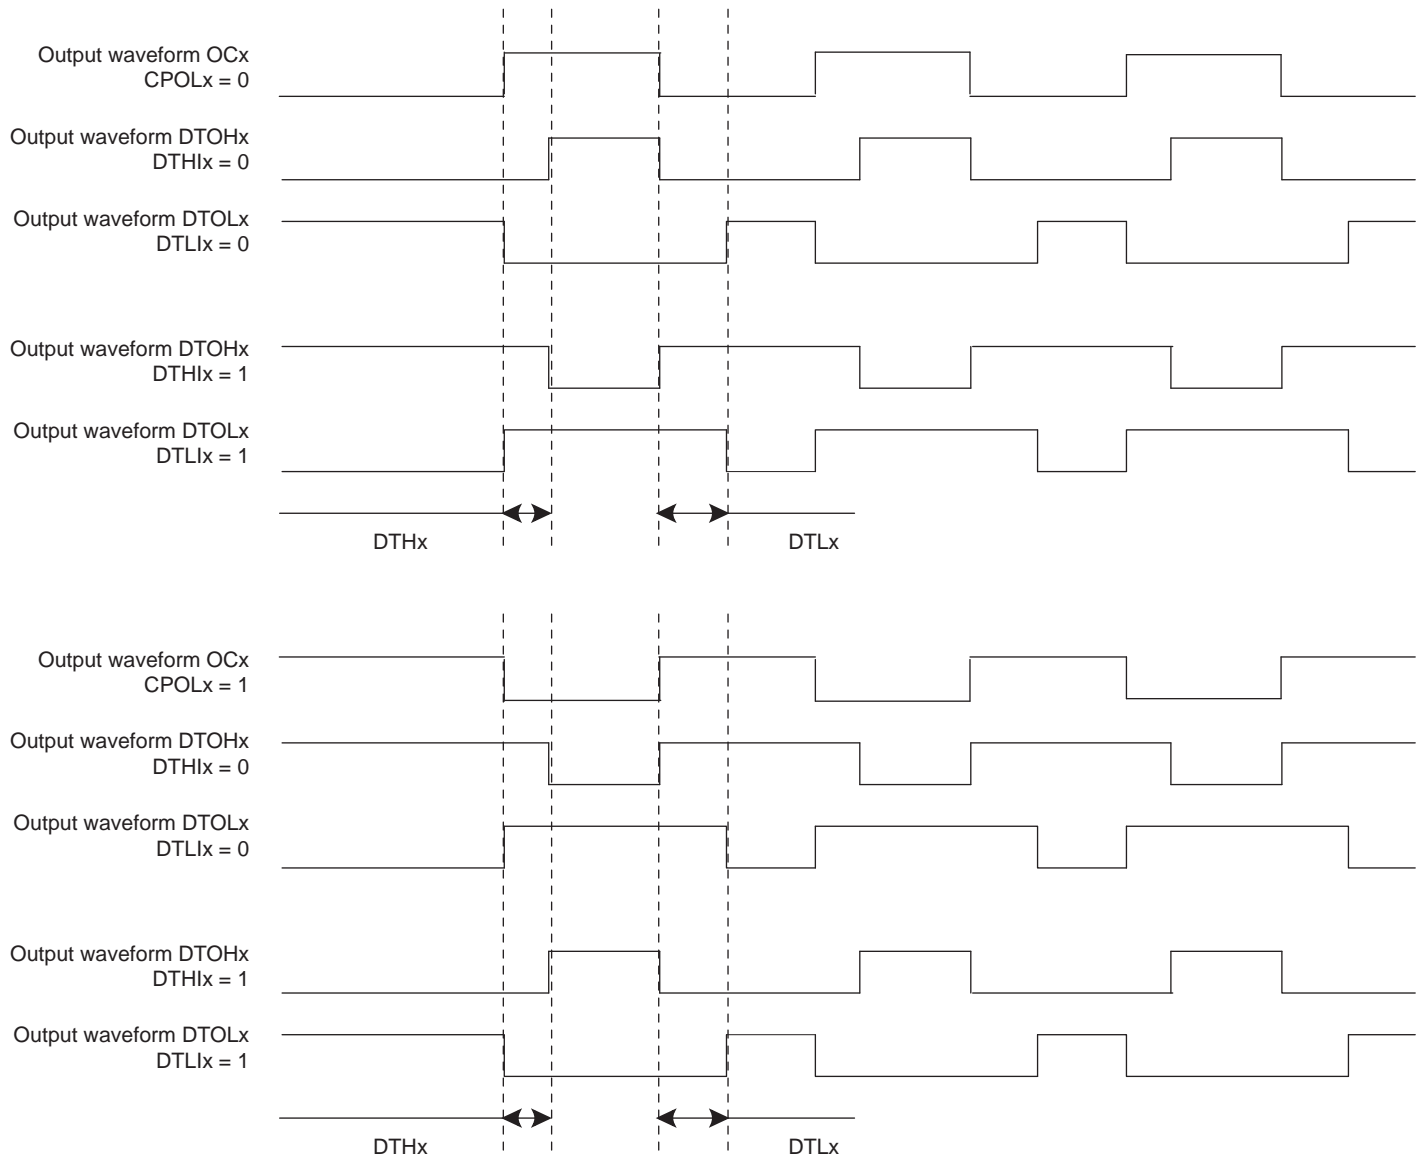 Output waveform OCx
CPOLx = 0
Output waveform DTOHx
DTHIx = 0
Output waveform DTOLx
DTLIx = 0
Output waveform DTOHx
DTHIx = 1
Output waveform DTOLx
DTLIx = 1
DTHx
DTLx
Output waveform OCx
CPOLx = 1
Output waveform DTOHx
DTHIx = 0
Output waveform DTOLx
DTLIx = 0
Output waveform DTOHx
DTHIx = 1
Output waveform DTOLx
DTLIx = 1
DTHx
DTLx